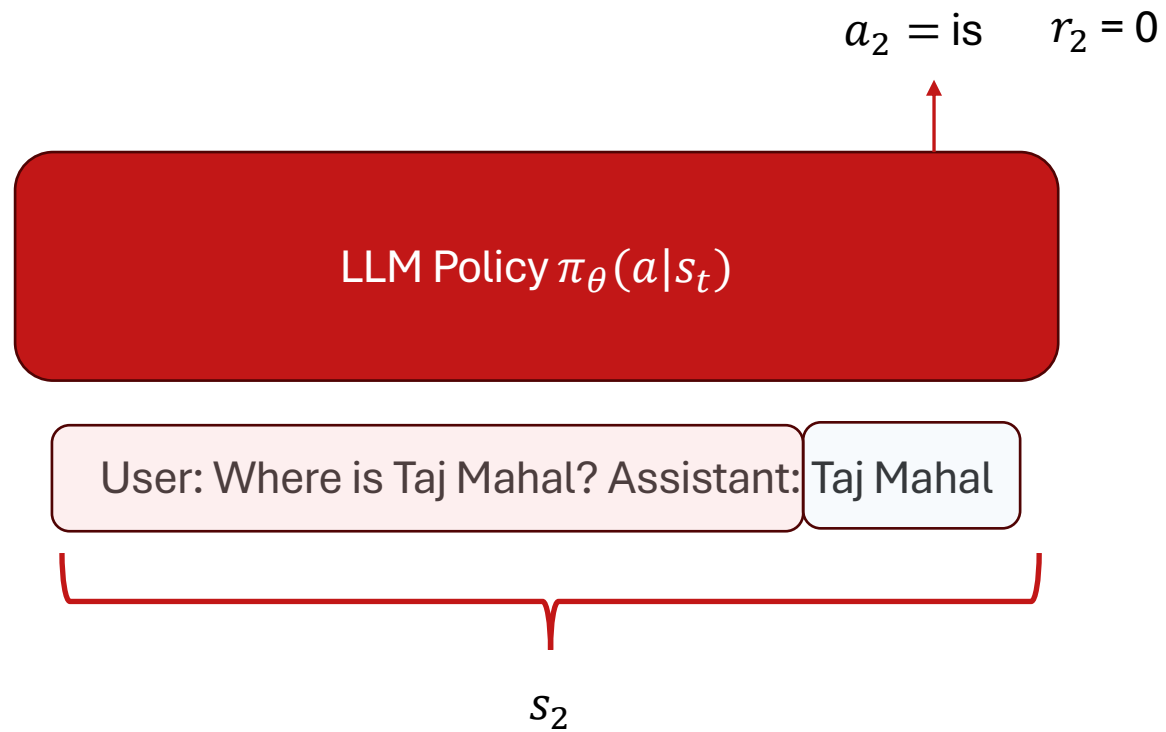 a₂ = is r₂ = 0
LLM Policy π_θ(a|s_t)
User: Where is Taj Mahal? Assistant: Taj Mahal
s₂